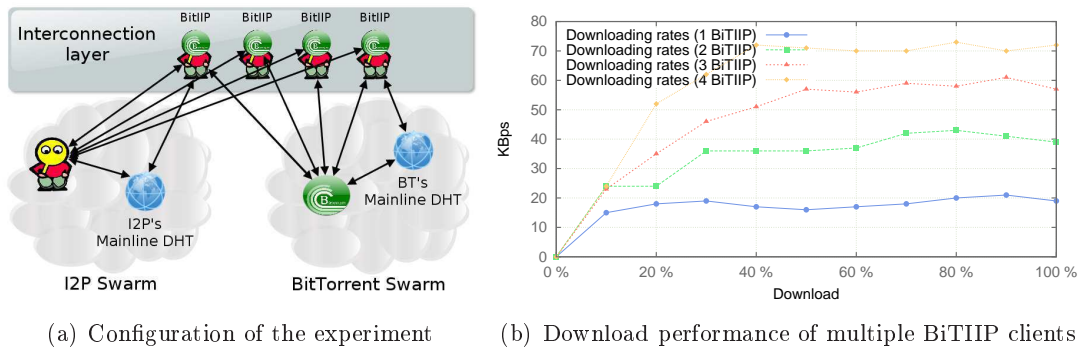 Interconnection
layer
BitIIP BitIIP BitIIP BitIIP
I2P's
Mainline DHT
BT's
Mainline DHT
I2P Swarm
BitTorrent Swarm
(a) Configuration of the experiment
80
70
60
50
40
30
20
10
0
KBps
Downloading rates (1 BiTIIP)
Downloading rates (2 BiTIIP)
Downloading rates (3 BiTIIP)
Downloading rates (4 BiTIIP)
0 % 20 % 40 % 60 % 80 % 100 %
Download
(b) Download performance of multiple BiTIIP clients